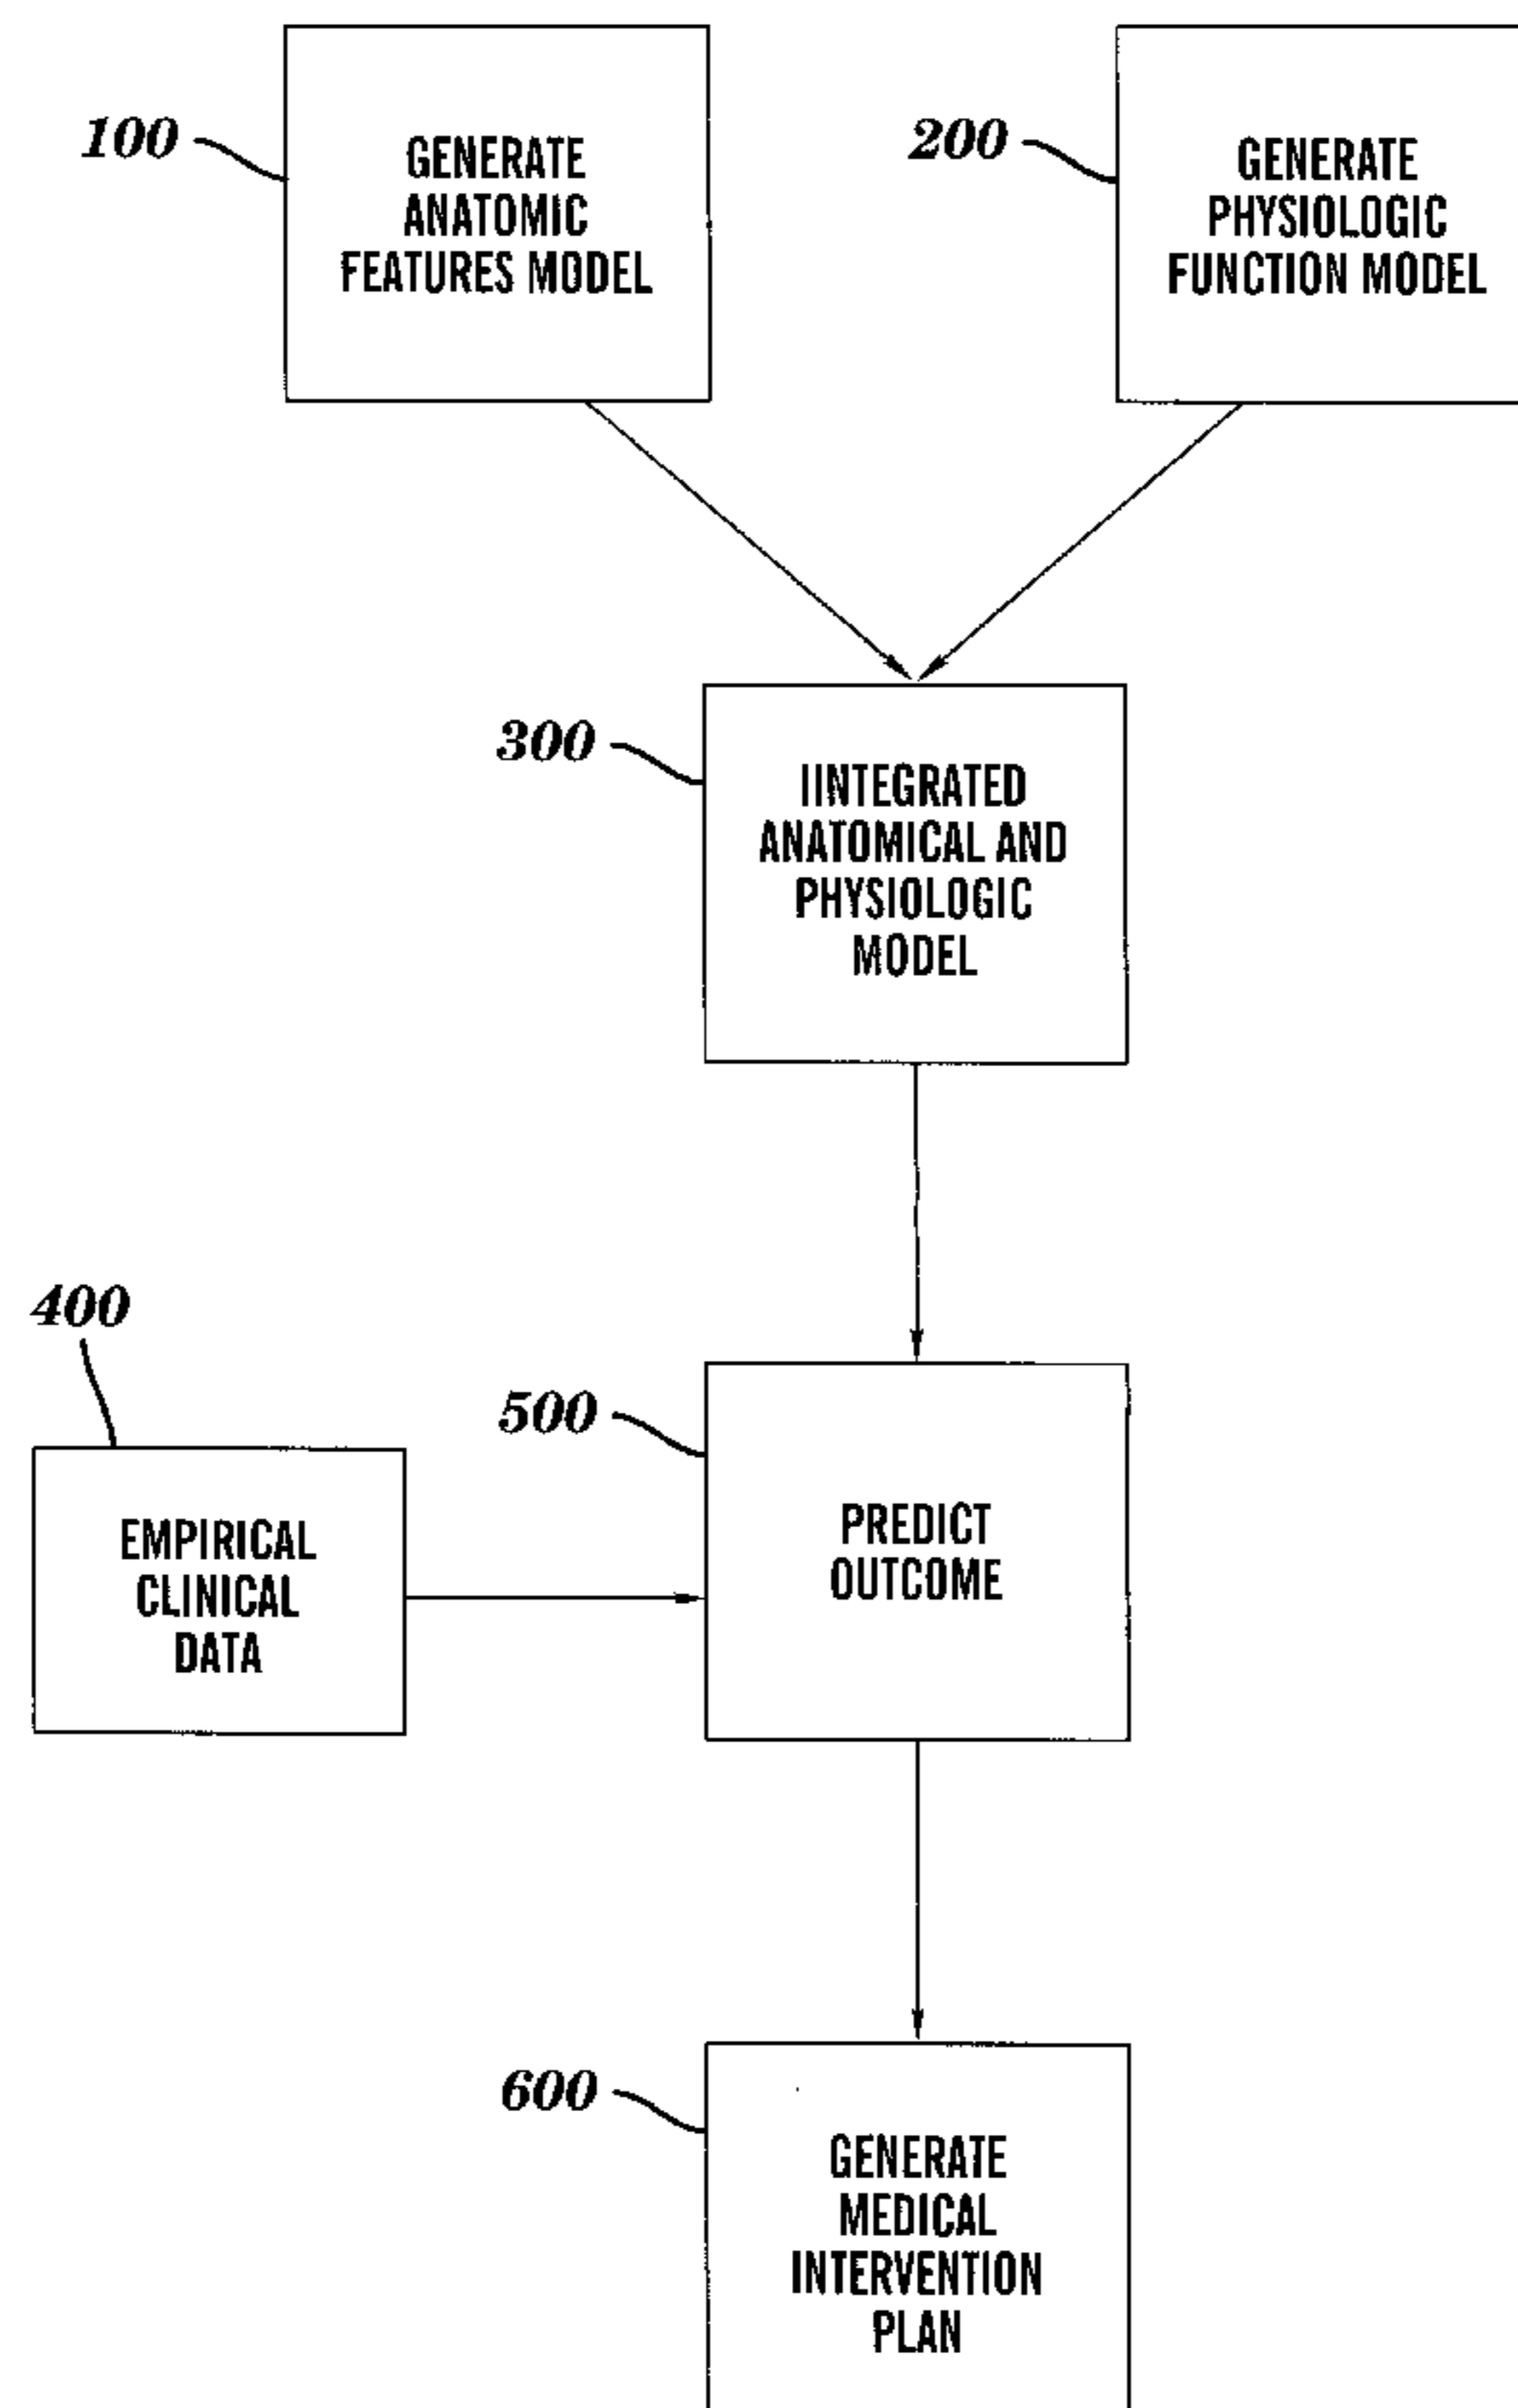 100
GENERATE
ANATOMIC
FEATURES MODEL
200
GENERATE
PHYSIOLOGIC
FUNCTION MODEL
300
IINTEGRATED
ANATOMICAL AND
PHYSIOLOGIC
MODEL
400
EMPIRICAL
CLINICAL
DATA
500
PREDICT
OUTCOME
600
GENERATE
MEDICAL
INTERVENTION
PLAN